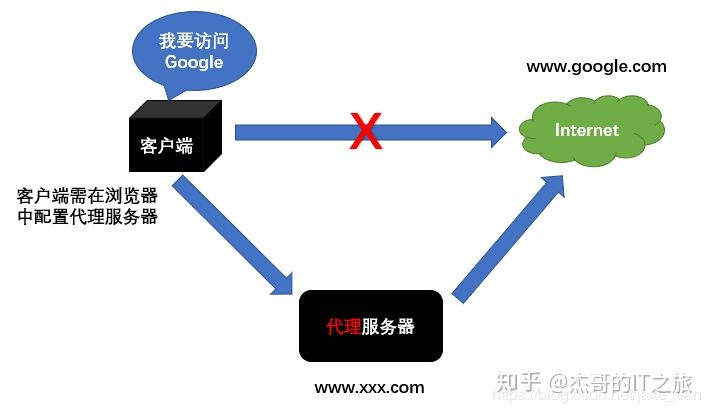 我要访问
Google
www.google.com
客户端
Internet
客户端需在浏览器
中配置代理服务器
代理服务器
www.xxx.com
知乎 @杰哥的IT之旅
https://blog.csdn.net/jake_tian